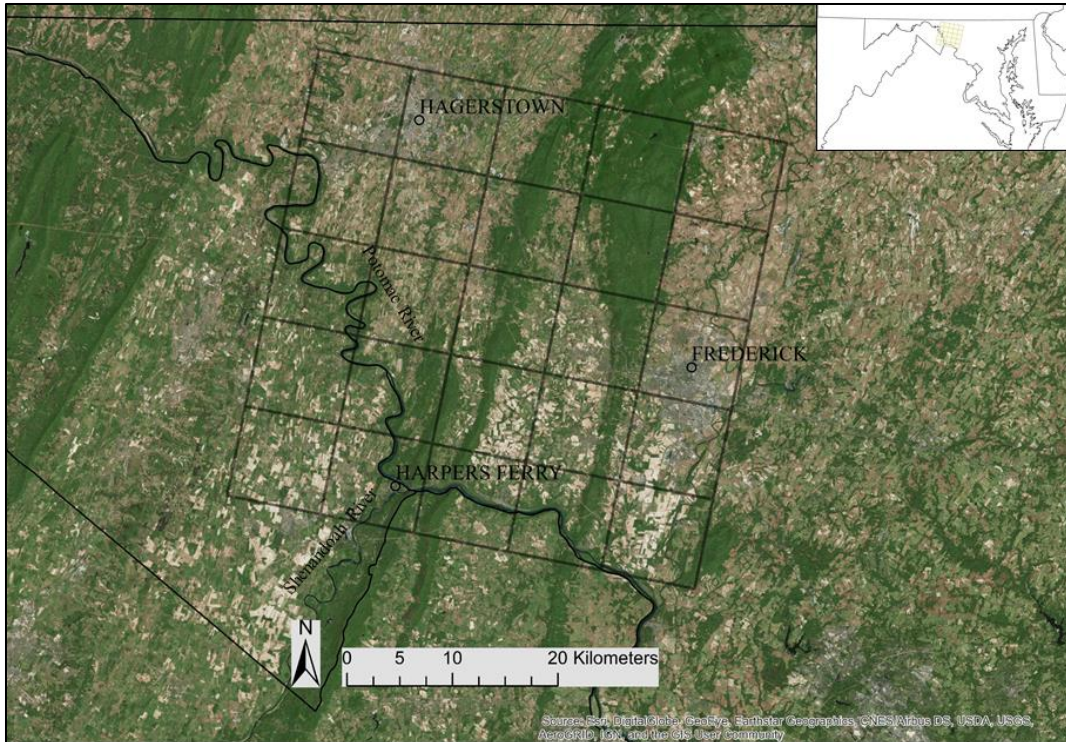 HAGERSTOWN
Potomac River
FREDERICK
HARPERS FERRY
Shenandoah River
N
0 5 10 20 Kilometers
Source: Esri, DigitalGlobe, GeoEye, Earthstar Geographics, CNES/Airbus DS, USDA, USGS,
AeroGRID, IGN, and the GIS User Community